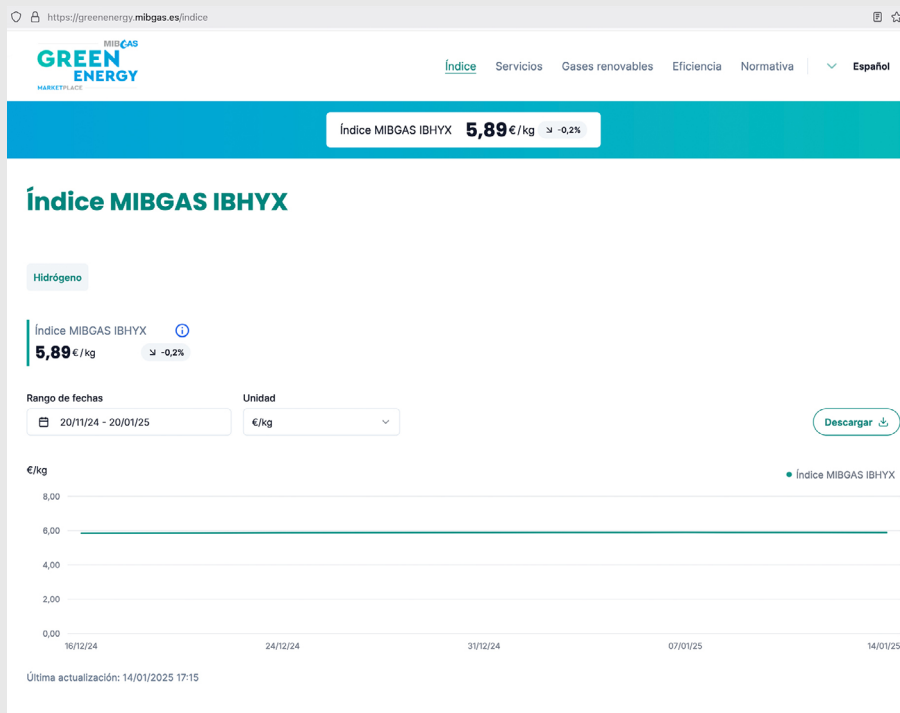 https://greenenergy.mibgas.es/indice
MIBGAS
GREEN
ENERGY
MARKETPLACE
Índice Servicios Gases renovables Eficiencia Normativa Español
Índice MIBGAS IBHYX 5,89 €/kg -0,2%
Índice MIBGAS IBHYX
Hidrógeno
Índice MIBGAS IBHYX
5,89 €/kg -0,2%
Rango de fechas Unidad
20/11/24 - 20/01/25 €/kg Descargar
€/kg
Índice MIBGAS IBHYX
8,00
6,00
4,00
2,00
0,00
16/12/24 24/12/24 31/12/24 07/01/25 14/01/25
Última actualización: 14/01/2025 17:15